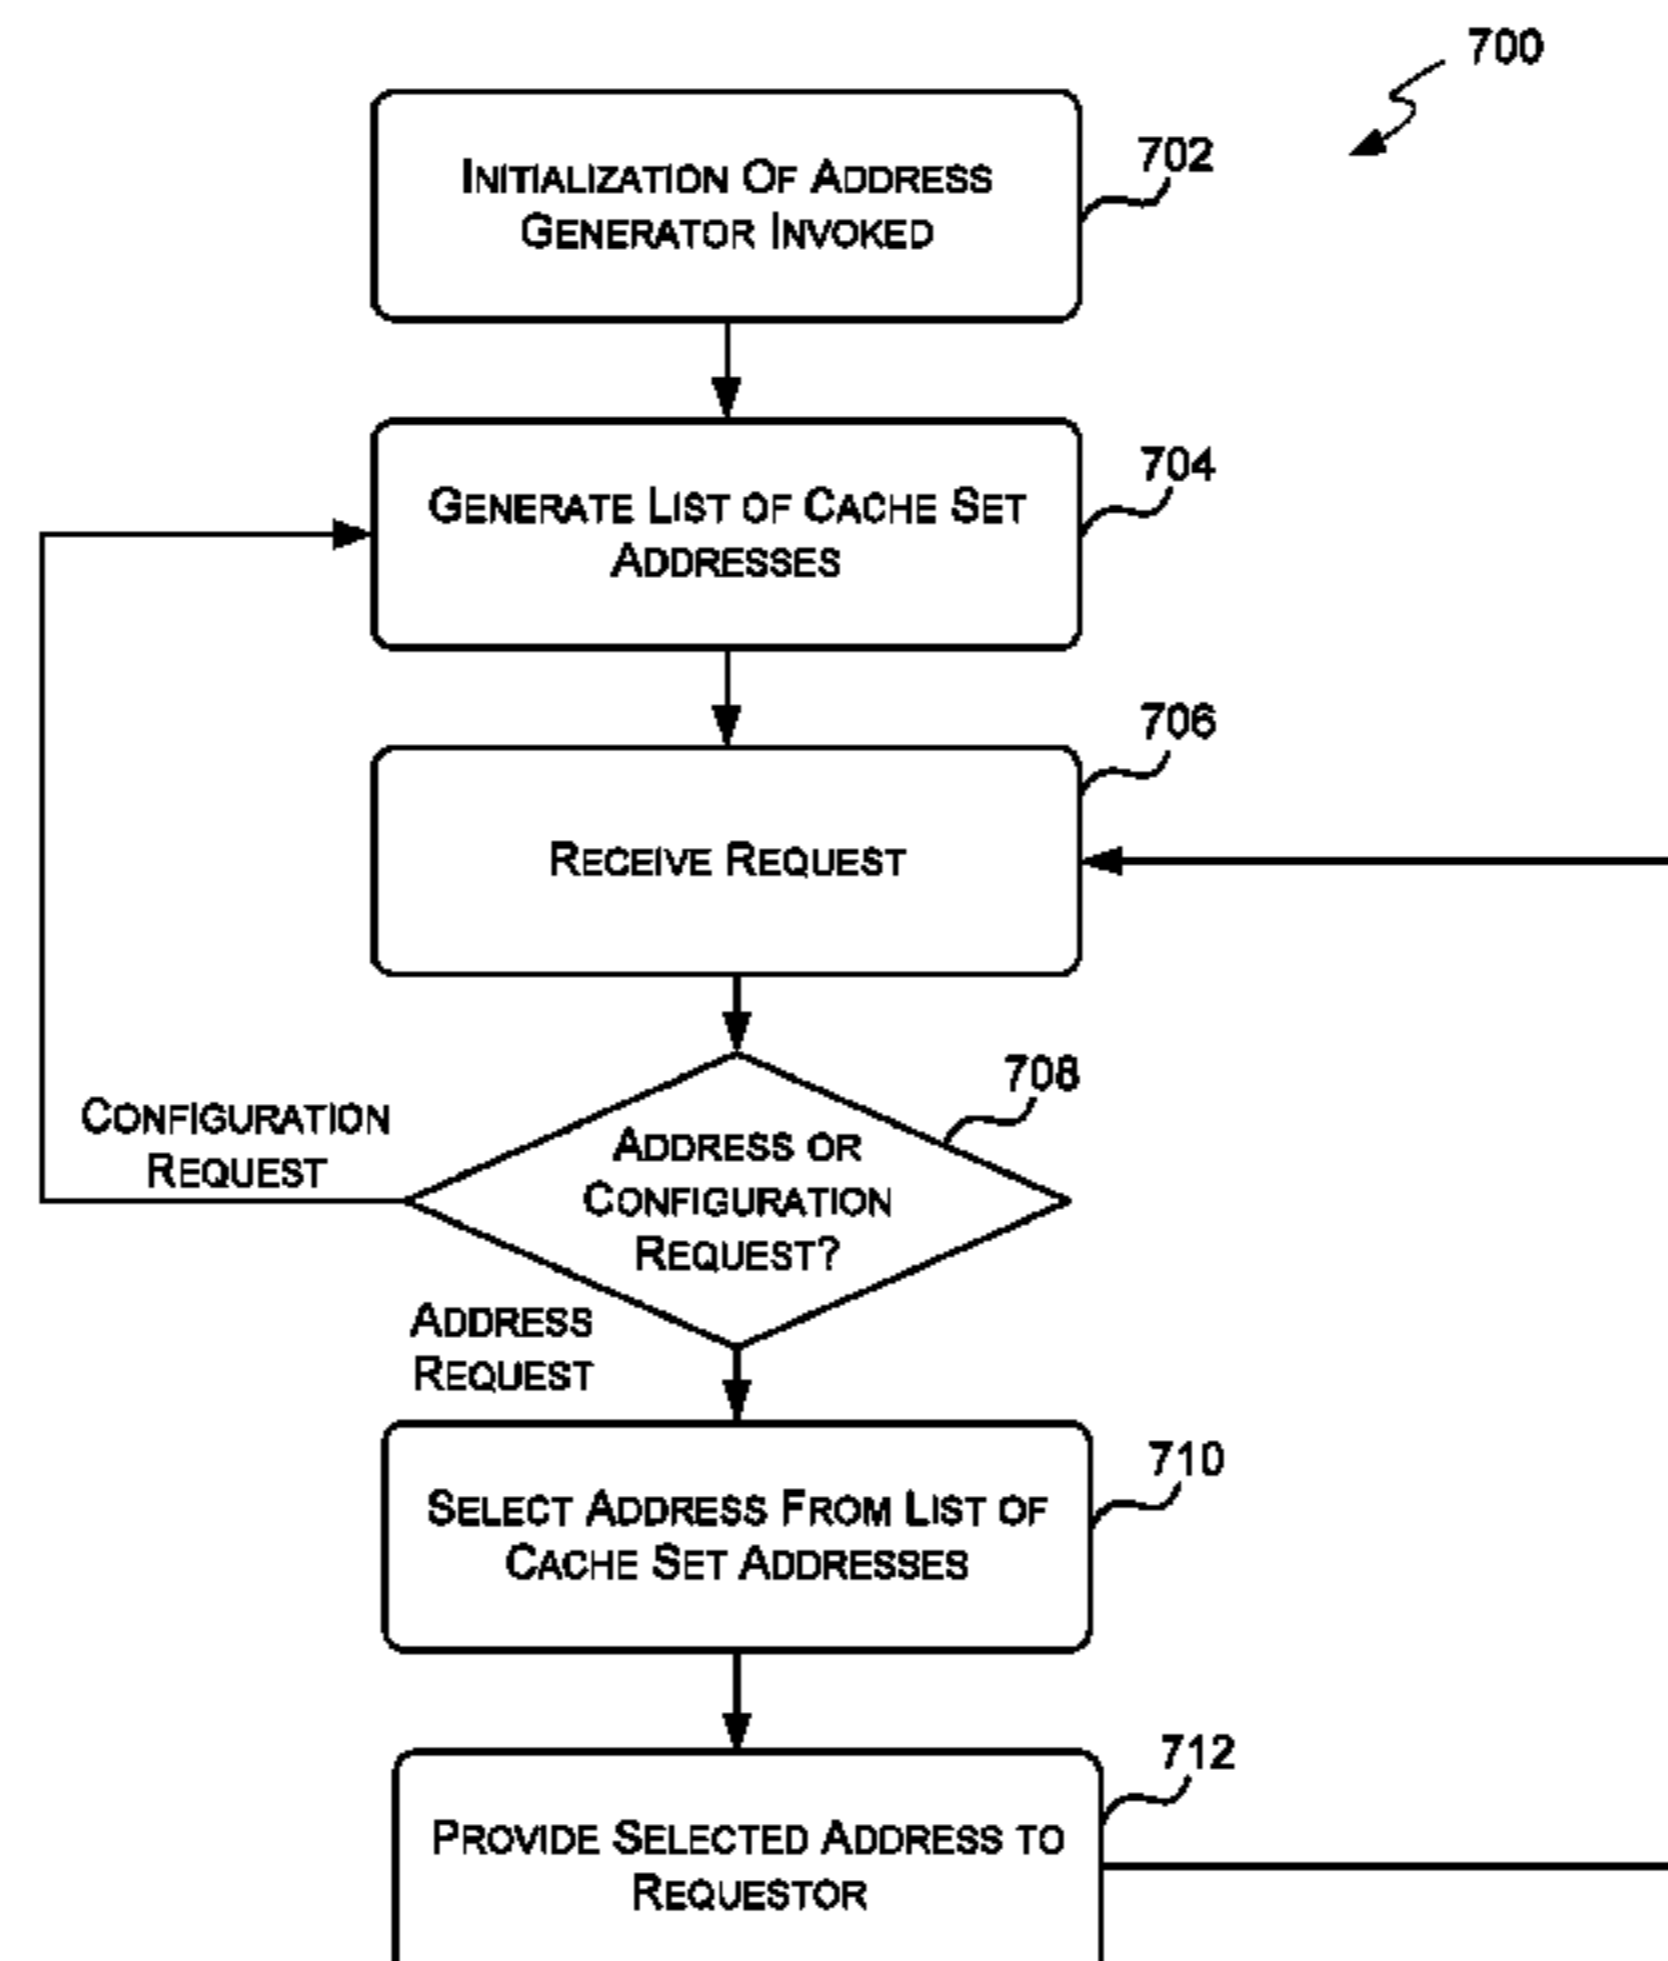 700
INITIALIZATION OF ADDRESS
GENERATOR INVOKED
702
GENERATE LIST OF CACHE SET
ADDRESSES
704
RECEIVE REQUEST
706
ADDRESS OR
CONFIGURATION
REQUEST?
708
CONFIGURATION
REQUEST
ADDRESS
REQUEST
SELECT ADDRESS FROM LIST OF
CACHE SET ADDRESSES
710
PROVIDE SELECTED ADDRESS TO
REQUESTOR
712